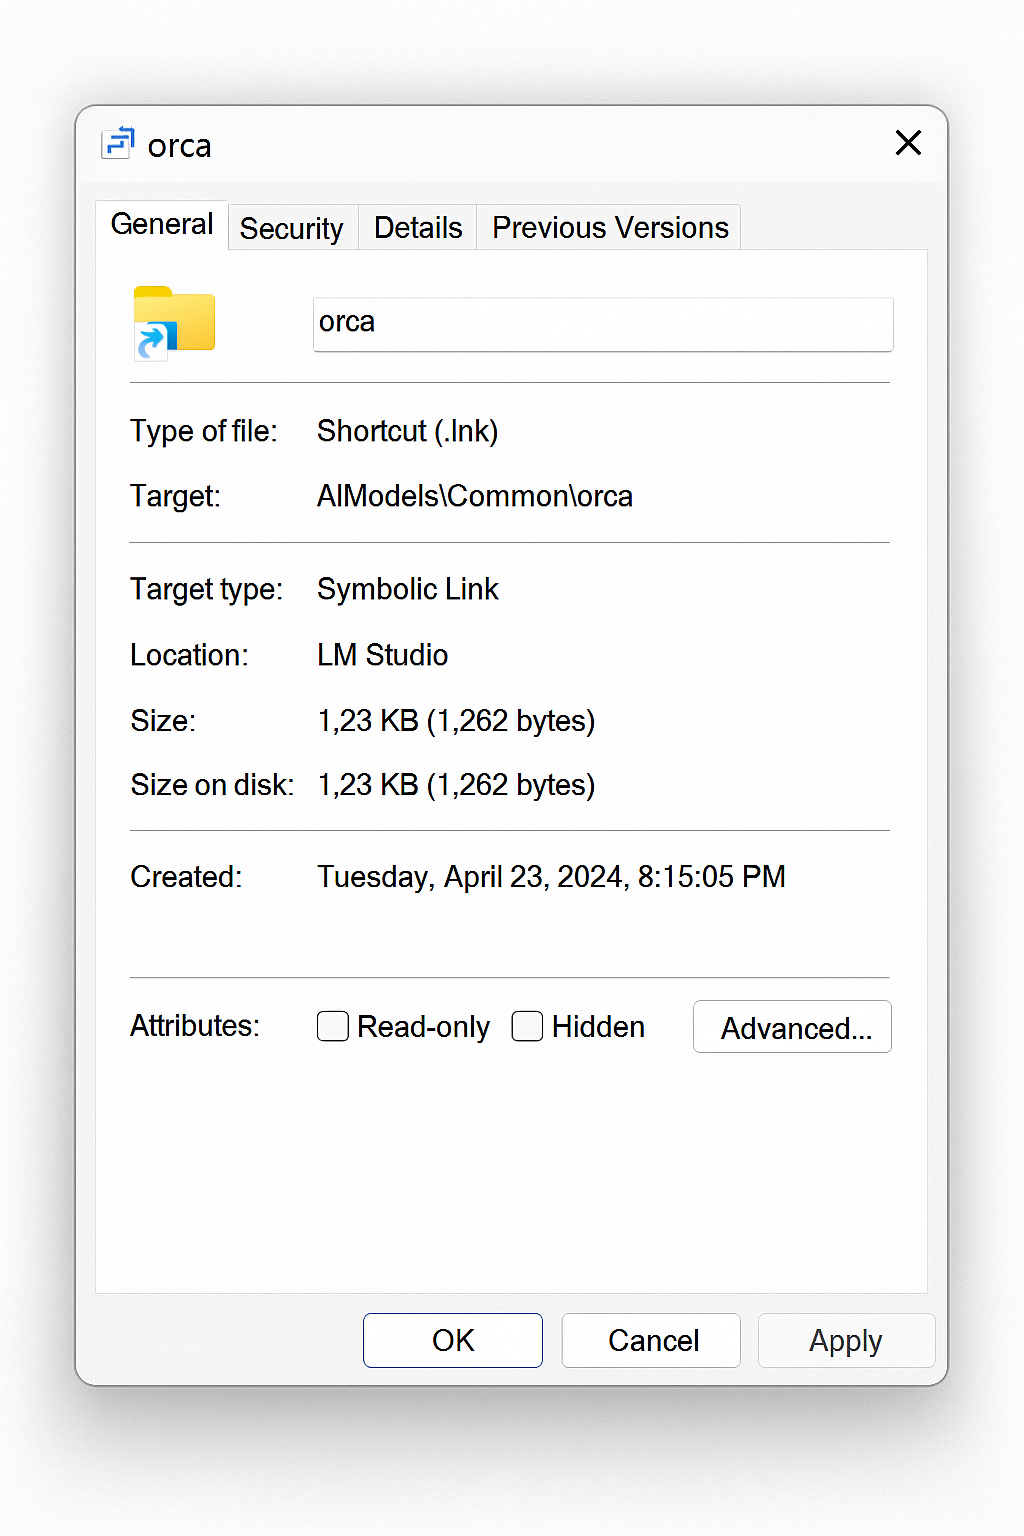 orca
General Security Details Previous Versions
orca
Type of file: Shortcut (.lnk)
Target: AIModels\Common\orca
Target type: Symbolic Link
Location: LM Studio
Size: 1,23 KB (1,262 bytes)
Size on disk: 1,23 KB (1,262 bytes)
Created: Tuesday, April 23, 2024, 8:15:05 PM
Attributes: Read-only Hidden Advanced...
OK Cancel Apply